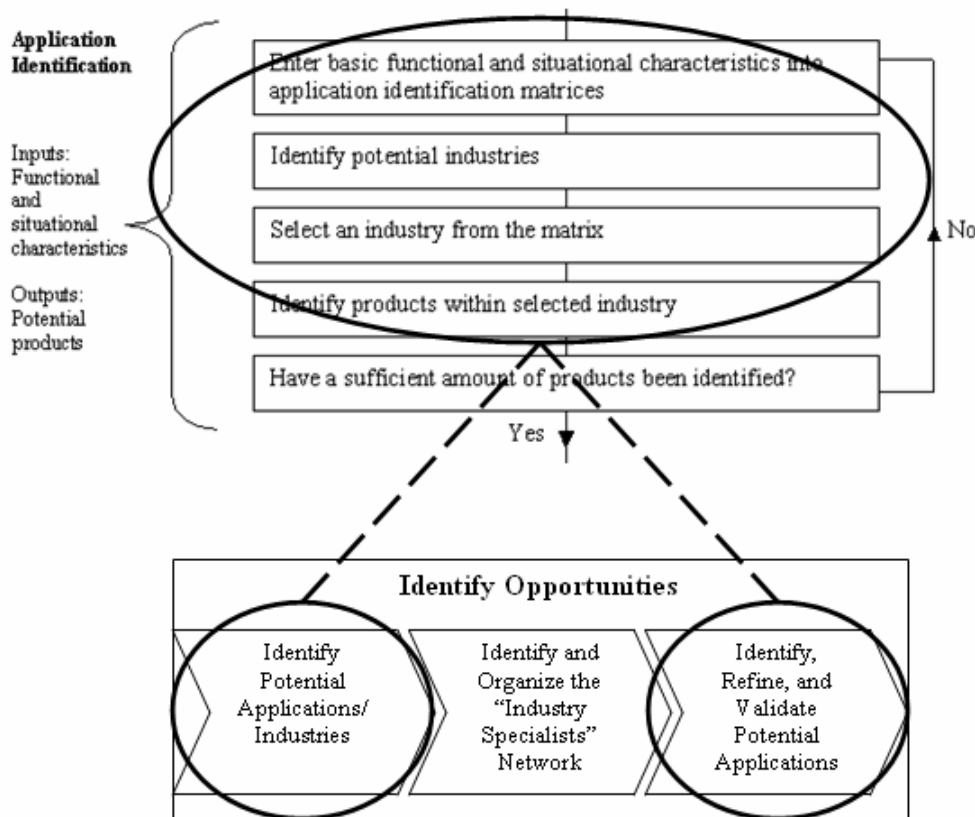 Application
Identification
Inputs:
Functional
and
situational
characteristics
Outputs:
Potential
products
Enter basic functional and situational characteristics into
application identification matrices
Identify potential industries
Select an industry from the matrix
Identify products within selected industry
Have a sufficient amount of products been identified?
No
Yes
Identify Opportunities
Identify
Potential
Applications/
Industries
Identify and
Organize the
“Industry
Specialists”
Network
Identify,
Refine, and
Validate
Potential
Applications